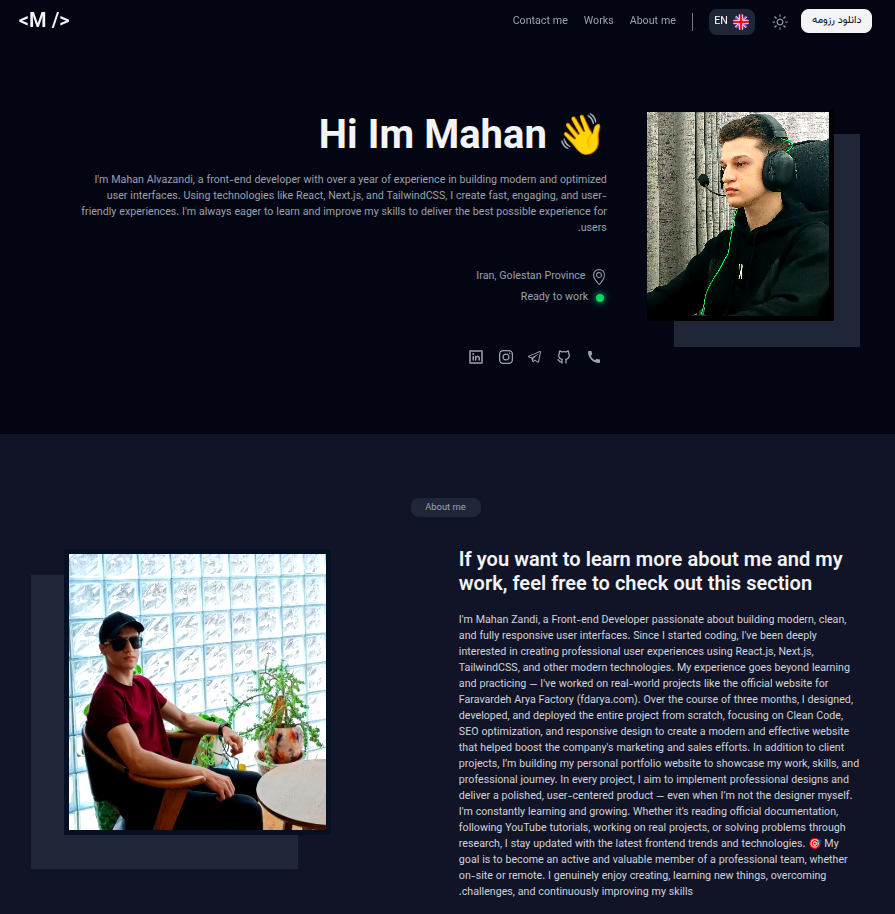 <M />
Contact me
Works
About me
EN
دانلود رزومه
Hi Im Mahan 👋
I'm Mahan Alvazandi, a front-end developer with over a year of experience in building modern and optimized
user interfaces. Using technologies like React, Next.js, and TailwindCSS, I create fast, engaging, and user-
friendly experiences. I'm always eager to learn and improve my skills to deliver the best possible experience for
.users
Iran, Golestan Province
Ready to work
About me
If you want to learn more about me and my
work, feel free to check out this section
I'm Mahan Zandi, a Front-end Developer passionate about building modern, clean,
and fully responsive user interfaces. Since I started coding, I've been deeply
interested in creating professional user experiences using React.js, Next.js,
TailwindCSS, and other modern technologies. My experience goes beyond learning
and practicing — I've worked on real-world projects like the official website for
Faravardeh Arya Factory (fdarya.com). Over the course of three months, I designed,
developed, and deployed the entire project from scratch, focusing on Clean Code,
SEO optimization, and responsive design to create a modern and effective website
that helped boost the company's marketing and sales efforts. In addition to client
projects, I'm building my personal portfolio website to showcase my work, skills, and
professional journey. In every project, I aim to implement professional designs and
deliver a polished, user-centered product — even when I'm not the designer myself.
I'm constantly learning and growing. Whether it's reading official documentation,
following YouTube tutorials, working on real projects, or solving problems through
research, I stay updated with the latest frontend trends and technologies. 🎯 My
goal is to become an active and valuable member of a professional team, whether
on-site or remote. I genuinely enjoy creating, learning new things, overcoming
.challenges, and continuously improving my skills